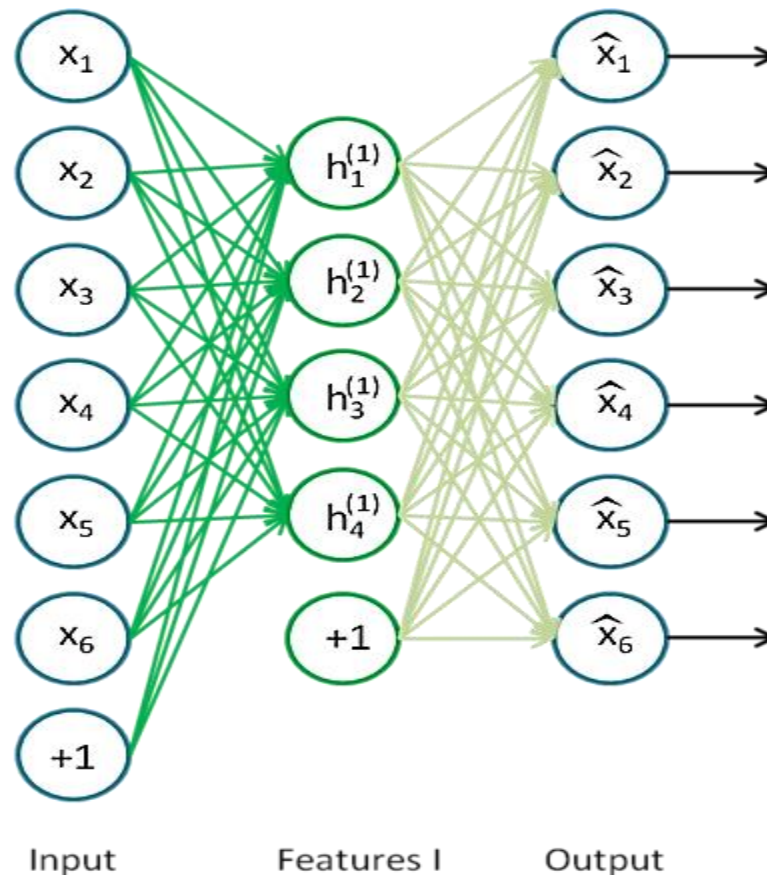 x₁
x₂
x₃
x₄
x₅
x₆
+1
h₁⁽¹⁾
h₂⁽¹⁾
h₃⁽¹⁾
h₄⁽¹⁾
+1
x̂₁
x̂₂
x̂₃
x̂₄
x̂₅
x̂₆
Input Features I Output